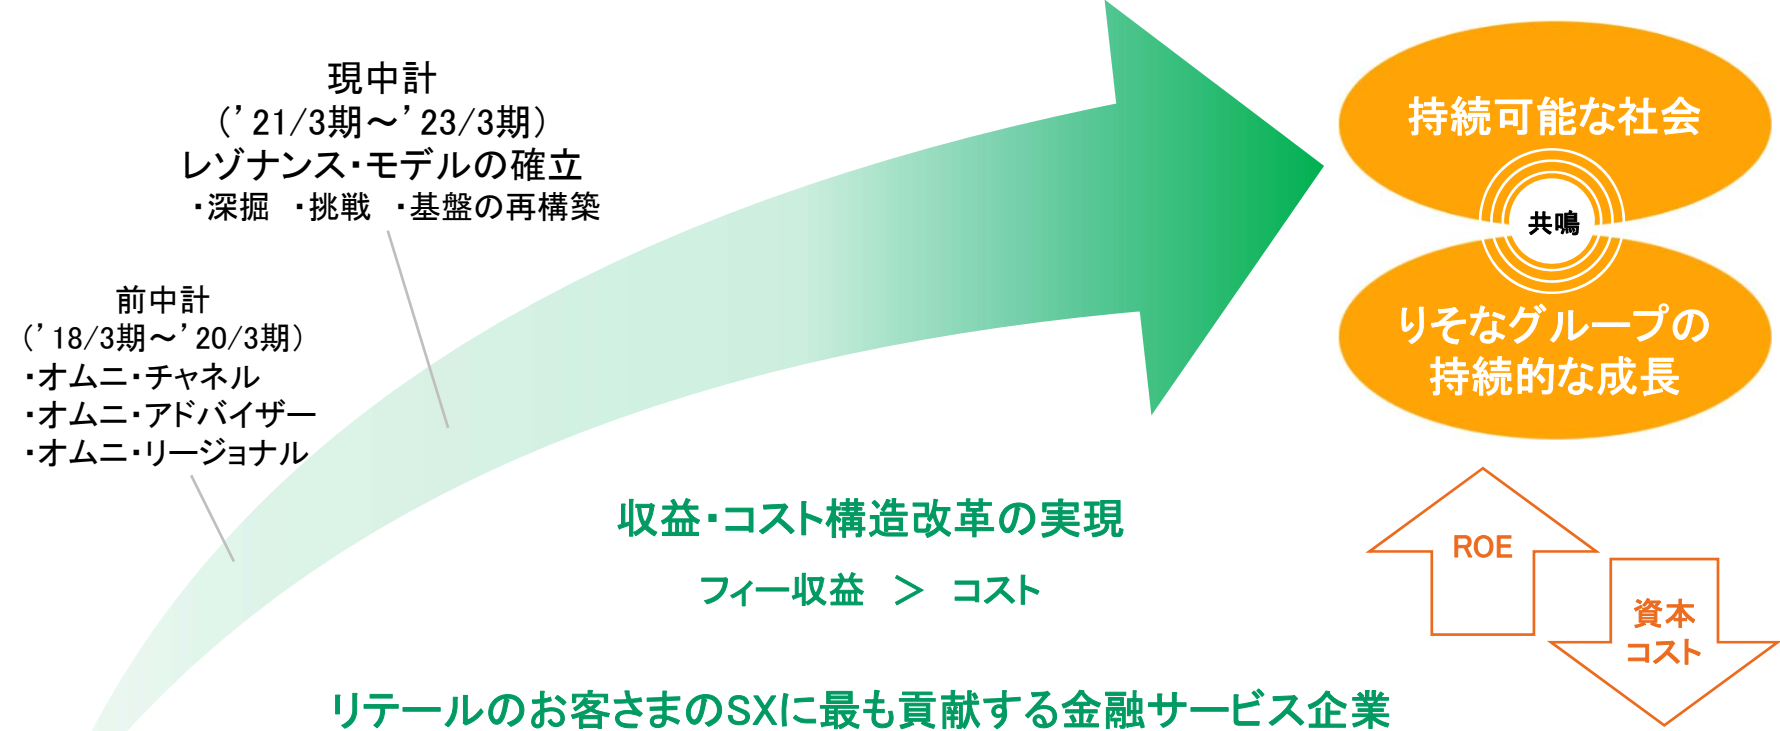 現中計
(’21/3期～’23/3期)
レゾナンス・モデルの確立
・深掘　・挑戦　・基盤の再構築
前中計
(’18/3期～’20/3期)
・オムニ・チャネル
・オムニ・アドバイザー
・オムニ・リージョナル
持続可能な社会
共鳴
りそなグループの
持続的な成長
収益・コスト構造改革の実現
フィー収益　＞　コスト
ROE
資本
コスト
リテールのお客さまのSXに最も貢献する金融サービス企業